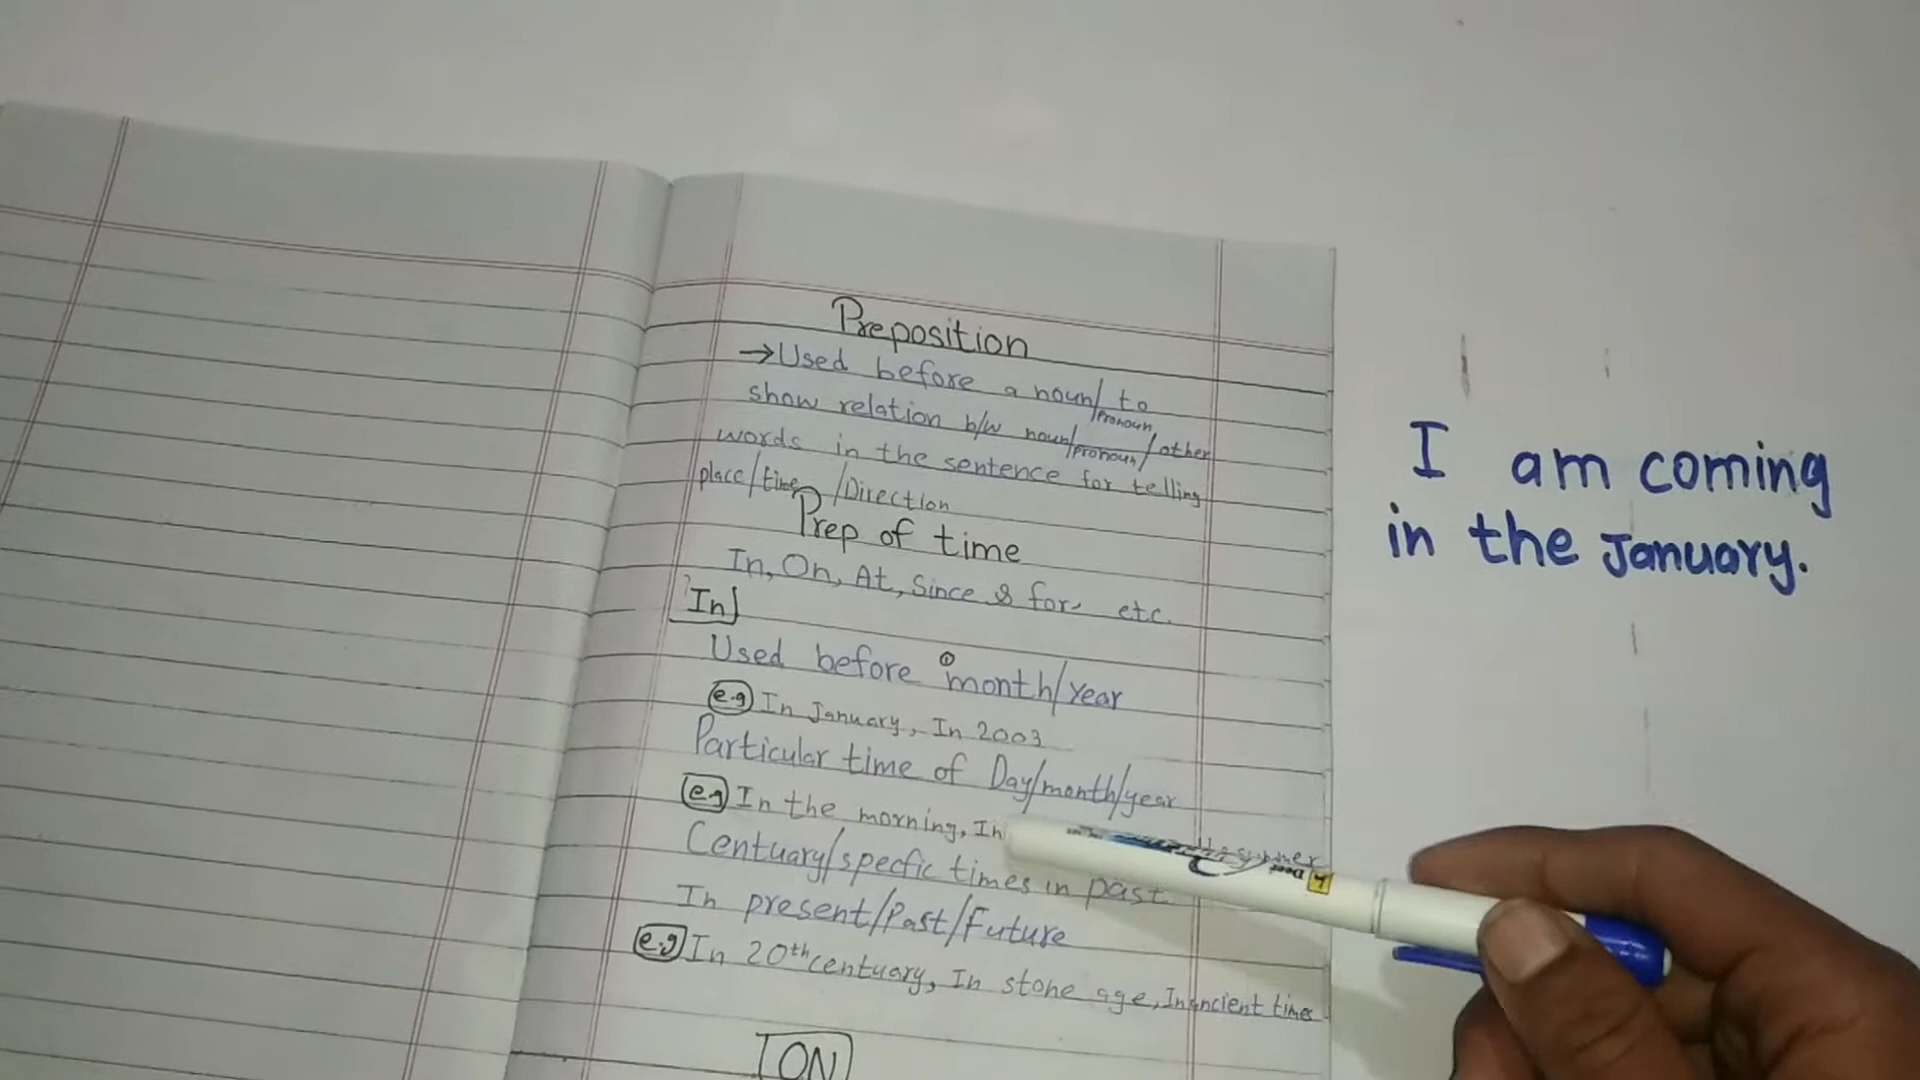 Preposition
→ Used before a noun/pronoun to
show relation b/w noun/pronoun/other
words in the sentence for telling
place/time /Direction
Prep of time
In, On, At, Since & for, etc.
In
Used before ① month/year
e.g In January, In 2003
Particular time of Day/month/year
e.g In the morning, In summer
Centuary/specfic times in past
In present/Past/Future
e.g In 20th centuary, In stone age, In ancient times
ON
I am coming
in the January.